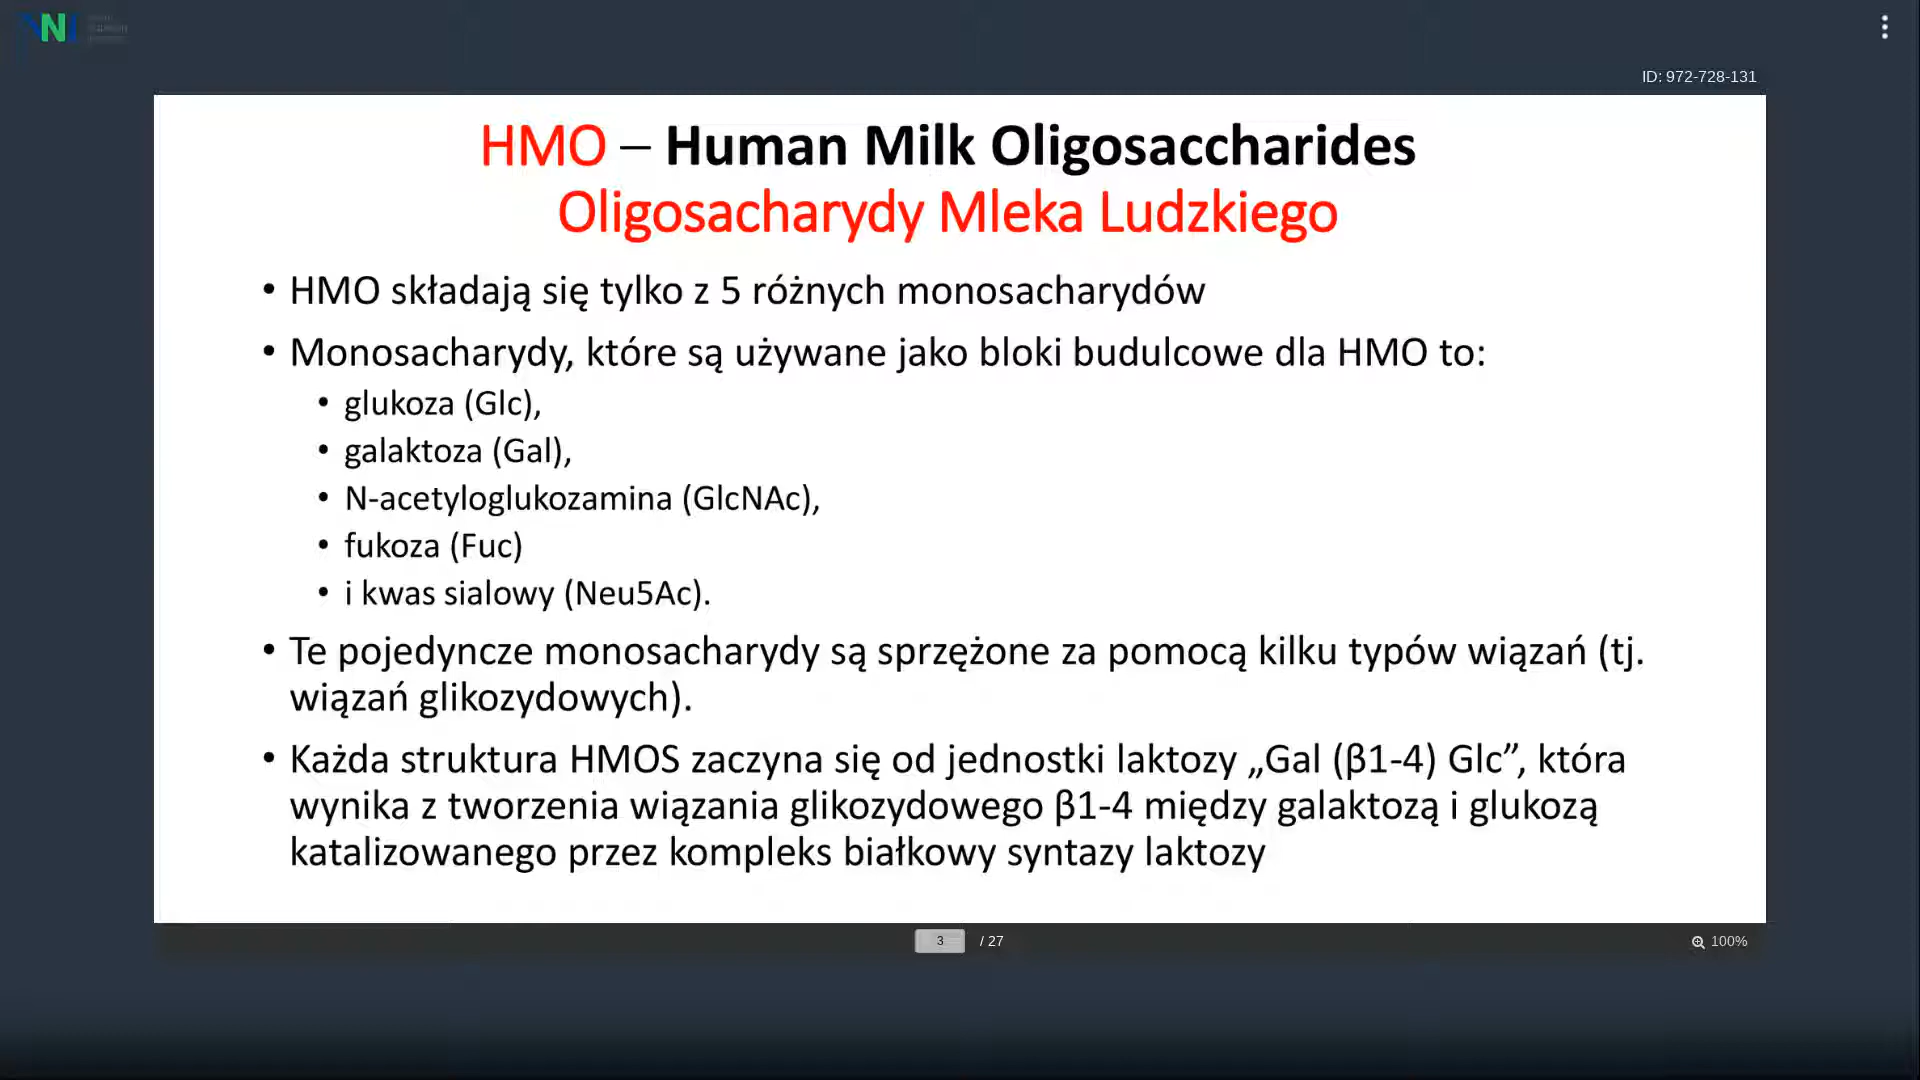 ID: 972-728-131
HMO – Human Milk Oligosaccharides
Oligosacharydy Mleka Ludzkiego
• HMO składają się tylko z 5 różnych monosacharydów
• Monosacharydy, które są używane jako bloki budulcowe dla HMO to:
• glukoza (Glc),
• galaktoza (Gal),
• N-acetyloglukozamina (GlcNAc),
• fukoza (Fuc)
• i kwas sialowy (Neu5Ac).
• Te pojedyncze monosacharydy są sprzężone za pomocą kilku typów wiązań (tj.
wiązań glikozydowych).
• Każda struktura HMOS zaczyna się od jednostki laktozy „Gal (β1-4) Glc”, która
wynika z tworzenia wiązania glikozydowego β1-4 między galaktozą i glukozą
katalizowanego przez kompleks białkowy syntazy laktozy
3 / 27
100%